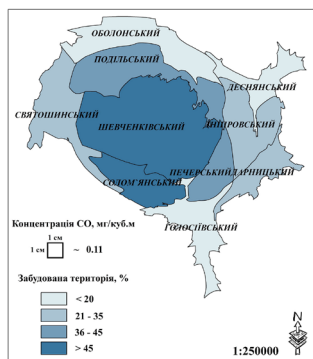 ОБОЛОНСЬКИЙ
ПОДІЛЬСЬКИЙ
ДЕСНЯНСЬКИЙ
СВЯТОШИНСЬКИЙ
ШЕВЧЕНКІВСЬКИЙ
ДНІПРОВСЬКИЙ
ПЕЧЕРСЬКИЙ
ДАРНИЦЬКИЙ
СОЛОМ'ЯНСЬКИЙ
ГОЛОСІЇВСЬКИЙ
Концентрація CO, мг/куб.м
1 см
1 см ~ 0.11
Забудована територія, %
< 20
21 - 35
36 - 45
> 45
N
1:250000